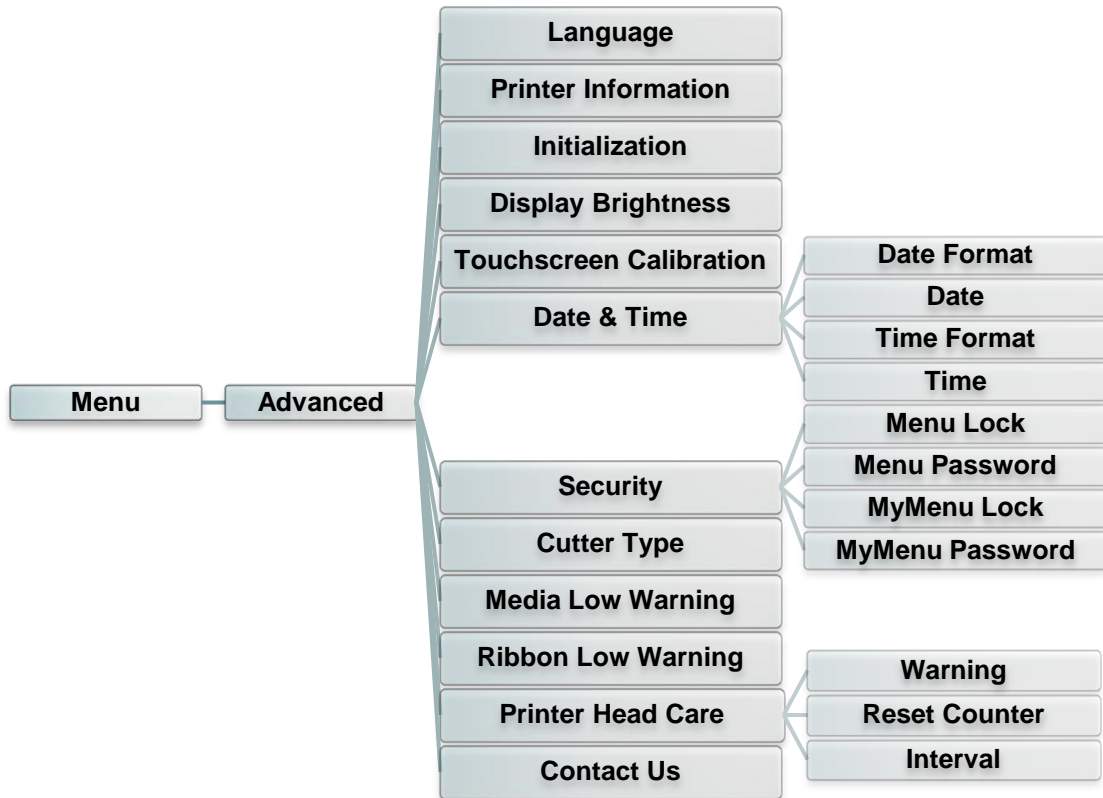 Menu
Advanced
Language
Printer Information
Initialization
Display Brightness
Touchscreen Calibration
Date & Time
Date Format
Date
Time Format
Time
Security
Menu Lock
Menu Password
MyMenu Lock
MyMenu Password
Cutter Type
Media Low Warning
Ribbon Low Warning
Printer Head Care
Warning
Reset Counter
Interval
Contact Us